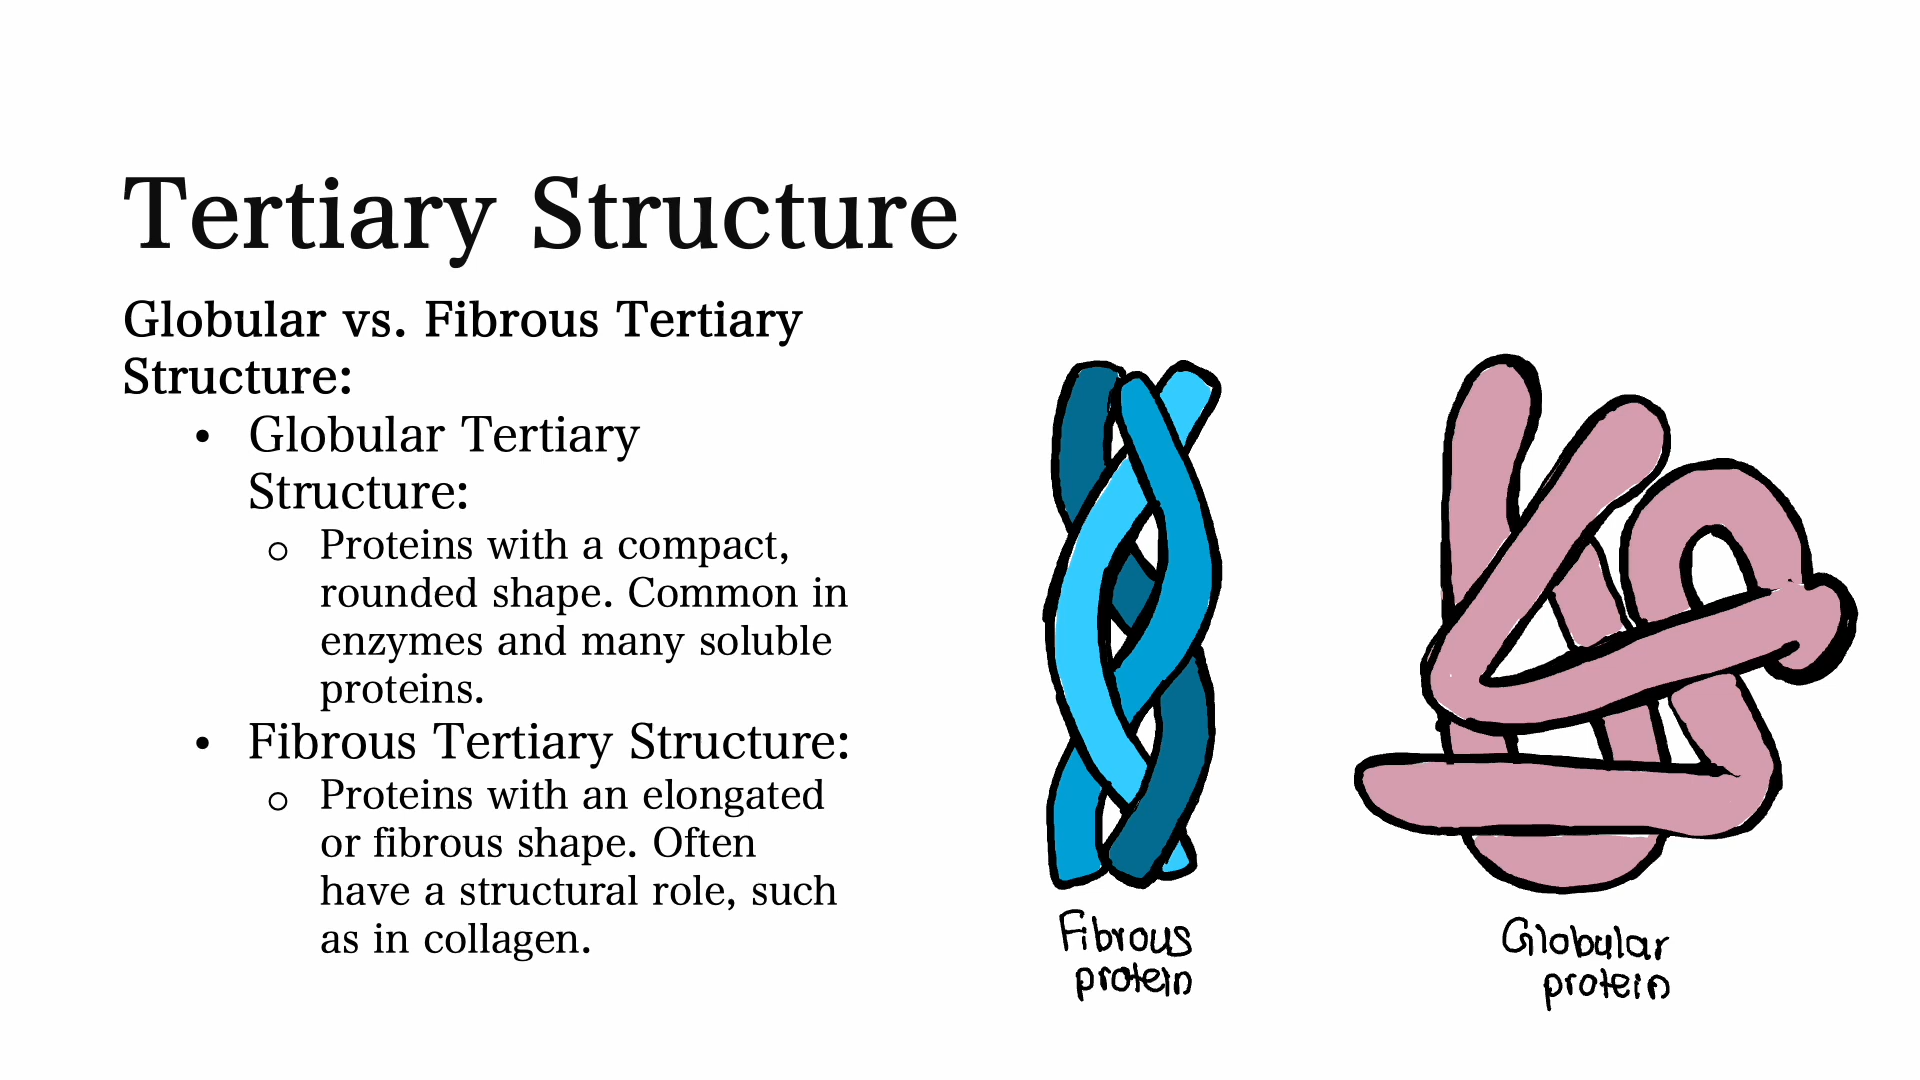 Tertiary Structure
Globular vs. Fibrous Tertiary
Structure:
• Globular Tertiary
Structure:
o Proteins with a compact,
rounded shape. Common in
enzymes and many soluble
proteins.
• Fibrous Tertiary Structure:
o Proteins with an elongated
or fibrous shape. Often
have a structural role, such
as in collagen.
Fibrous
protein
Globular
protein